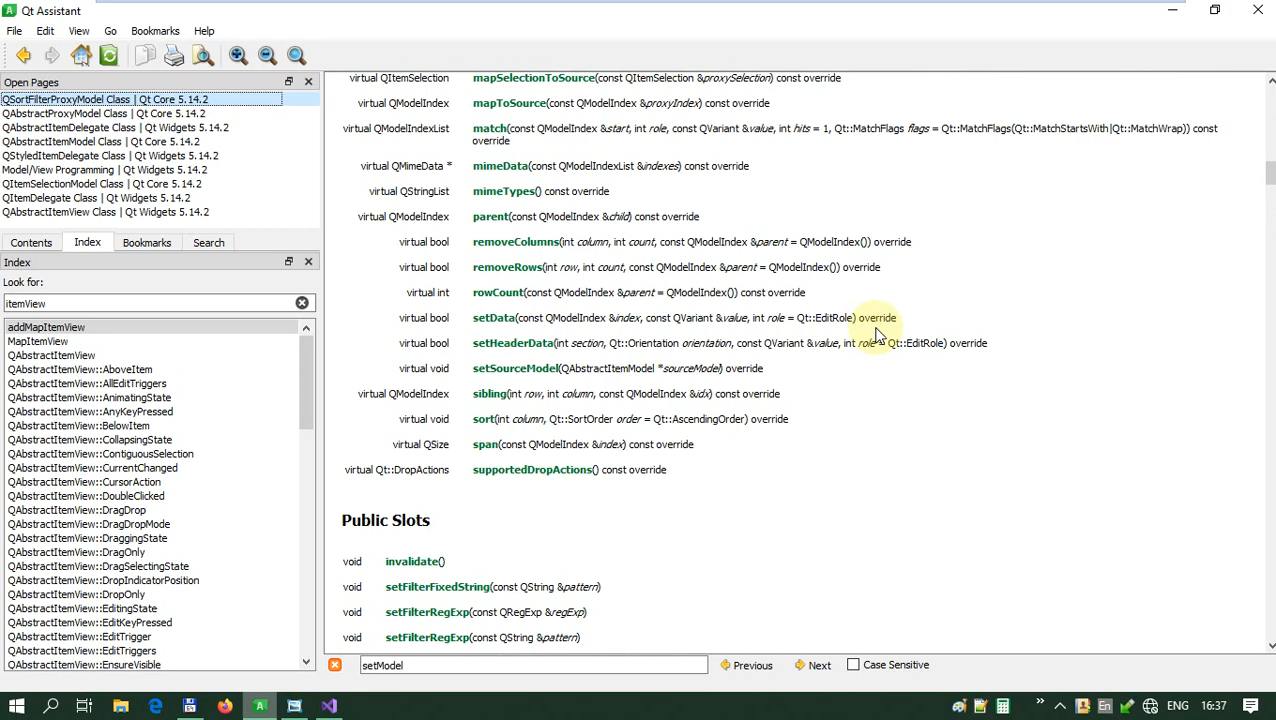 Qt Assistant
File Edit View Go Bookmarks Help
Open Pages
QSortFilterProxyModel Class | Qt Core 5.14.2
QAbstractProxyModel Class | Qt Core 5.14.2
QAbstractItemDelegate Class | Qt Widgets 5.14.2
QAbstractItemModel Class | Qt Core 5.14.2
QStyledItemDelegate Class | Qt Widgets 5.14.2
Model/View Programming | Qt Widgets 5.14.2
QItemSelectionModel Class | Qt Core 5.14.2
QItemDelegate Class | Qt Widgets 5.14.2
QAbstractItemView Class | Qt Widgets 5.14.2
Contents Index Bookmarks Search
Index
Look for:
itemView
addMapItemView
MapItemView
QAbstractItemView
QAbstractItemView::AboveItem
QAbstractItemView::AllEditTriggers
QAbstractItemView::AnimatingState
QAbstractItemView::AnyKeyPressed
QAbstractItemView::BelowItem
QAbstractItemView::CollapsingState
QAbstractItemView::ContiguousSelection
QAbstractItemView::CurrentChanged
QAbstractItemView::CursorAction
QAbstractItemView::DoubleClicked
QAbstractItemView::DragDrop
QAbstractItemView::DragDropMode
QAbstractItemView::DraggingState
QAbstractItemView::DragOnly
QAbstractItemView::DragSelectingState
QAbstractItemView::DropIndicatorPosition
QAbstractItemView::DropOnly
QAbstractItemView::EditingState
QAbstractItemView::EditKeyPressed
QAbstractItemView::EditTrigger
QAbstractItemView::EditTriggers
QAbstractItemView::EnsureVisible
virtual QItemSelection mapSelectionToSource(const QItemSelection &proxySelection) const override
virtual QModelIndex mapToSource(const QModelIndex &proxyIndex) const override
virtual QModelIndexList match(const QModelIndex &start, int role, const QVariant &value, int hits = 1, Qt::MatchFlags flags = Qt::MatchFlags(Qt::MatchStartsWith|Qt::MatchWrap)) const
override
virtual QMimeData * mimeData(const QModelIndexList &indexes) const override
virtual QStringList mimeTypes() const override
virtual QModelIndex parent(const QModelIndex &child) const override
virtual bool removeColumns(int column, int count, const QModelIndex &parent = QModelIndex()) override
virtual bool removeRows(int row, int count, const QModelIndex &parent = QModelIndex()) override
virtual int rowCount(const QModelIndex &parent = QModelIndex()) const override
virtual bool setData(const QModelIndex &index, const QVariant &value, int role = Qt::EditRole) override
virtual bool setHeaderData(int section, Qt::Orientation orientation, const QVariant &value, int role = Qt::EditRole) override
virtual void setSourceModel(QAbstractItemModel *sourceModel) override
virtual QModelIndex sibling(int row, int column, const QModelIndex &idx) const override
virtual void sort(int column, Qt::SortOrder order = Qt::AscendingOrder) override
virtual QSize span(const QModelIndex &index) const override
virtual Qt::DropActions supportedDropActions() const override
Public Slots
void invalidate()
void setFilterFixedString(const QString &pattern)
void setFilterRegExp(const QRegExp &regExp)
void setFilterRegExp(const QString &pattern)
setModel Previous Next Case Sensitive
En ENG 16:37